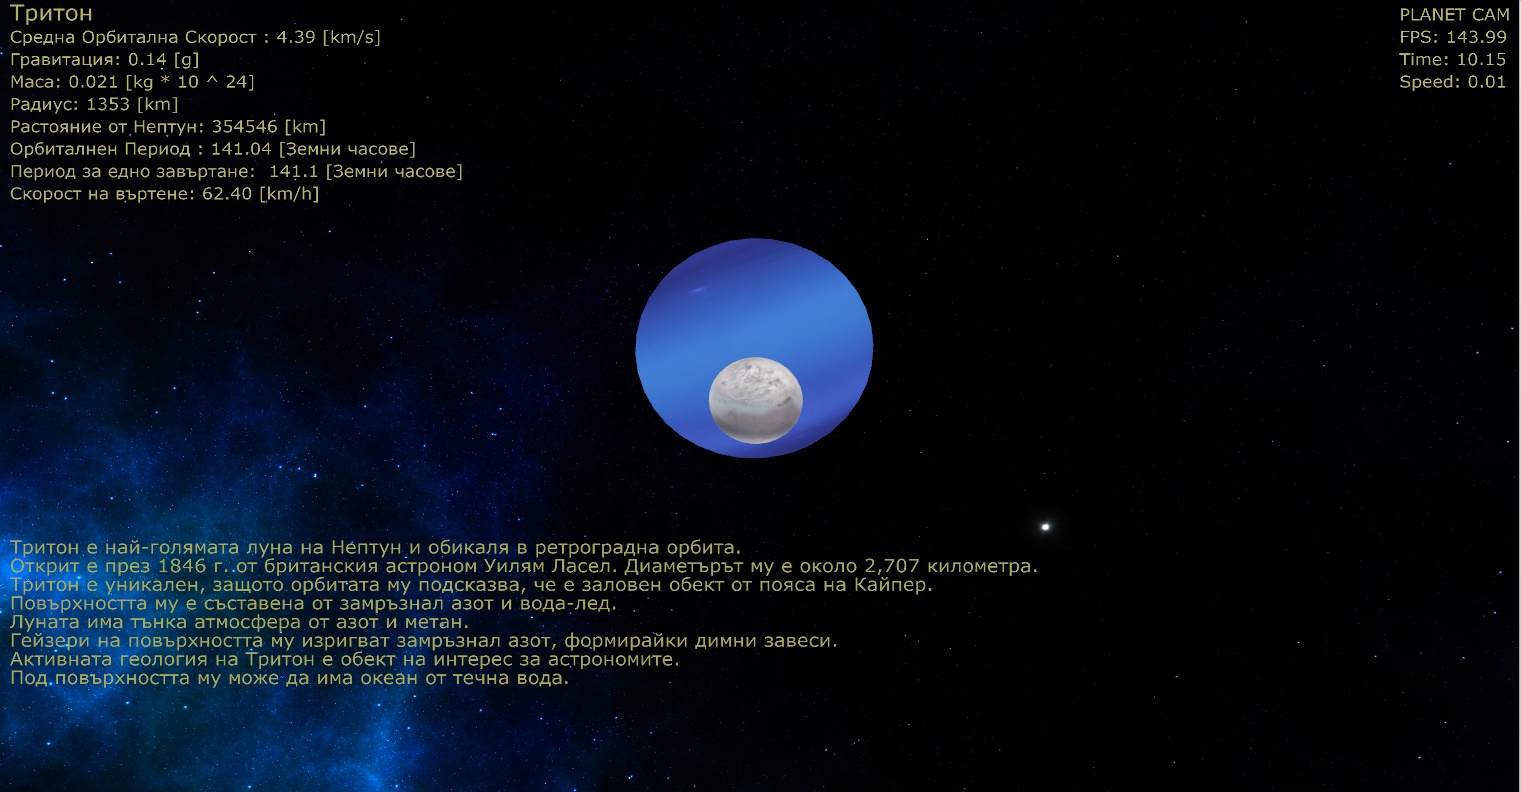 Тритон
Средна Орбитална Скорост : 4.39 [km/s]
Гравитация: 0.14 [g]
Маса: 0.021 [kg * 10 ^ 24]
Радиус: 1353 [km]
Растояние от Нептун: 354546 [km]
Орбиталнен Период : 141.04 [Земни часове]
Период за едно завъртане:  141.1 [Земни часове]
Скорост на въртене: 62.40 [km/h]
PLANET CAM
FPS: 143.99
Time: 10.15
Speed: 0.01
Тритон е най-голямата луна на Нептун и обикаля в ретроградна орбита.
Открит е през 1846 г. от британския астроном Уилям Ласел. Диаметърът му е около 2,707 километра.
Тритон е уникален, защото орбитата му подсказва, че е заловен обект от пояса на Кайпер.
Повърхността му е съставена от замръзнал азот и вода-лед.
Луната има тънка атмосфера от азот и метан.
Гейзери на повърхността му изригват замръзнал азот, формирайки димни завеси.
Активната геология на Тритон е обект на интерес за астрономите.
Под повърхността му може да има океан от течна вода.